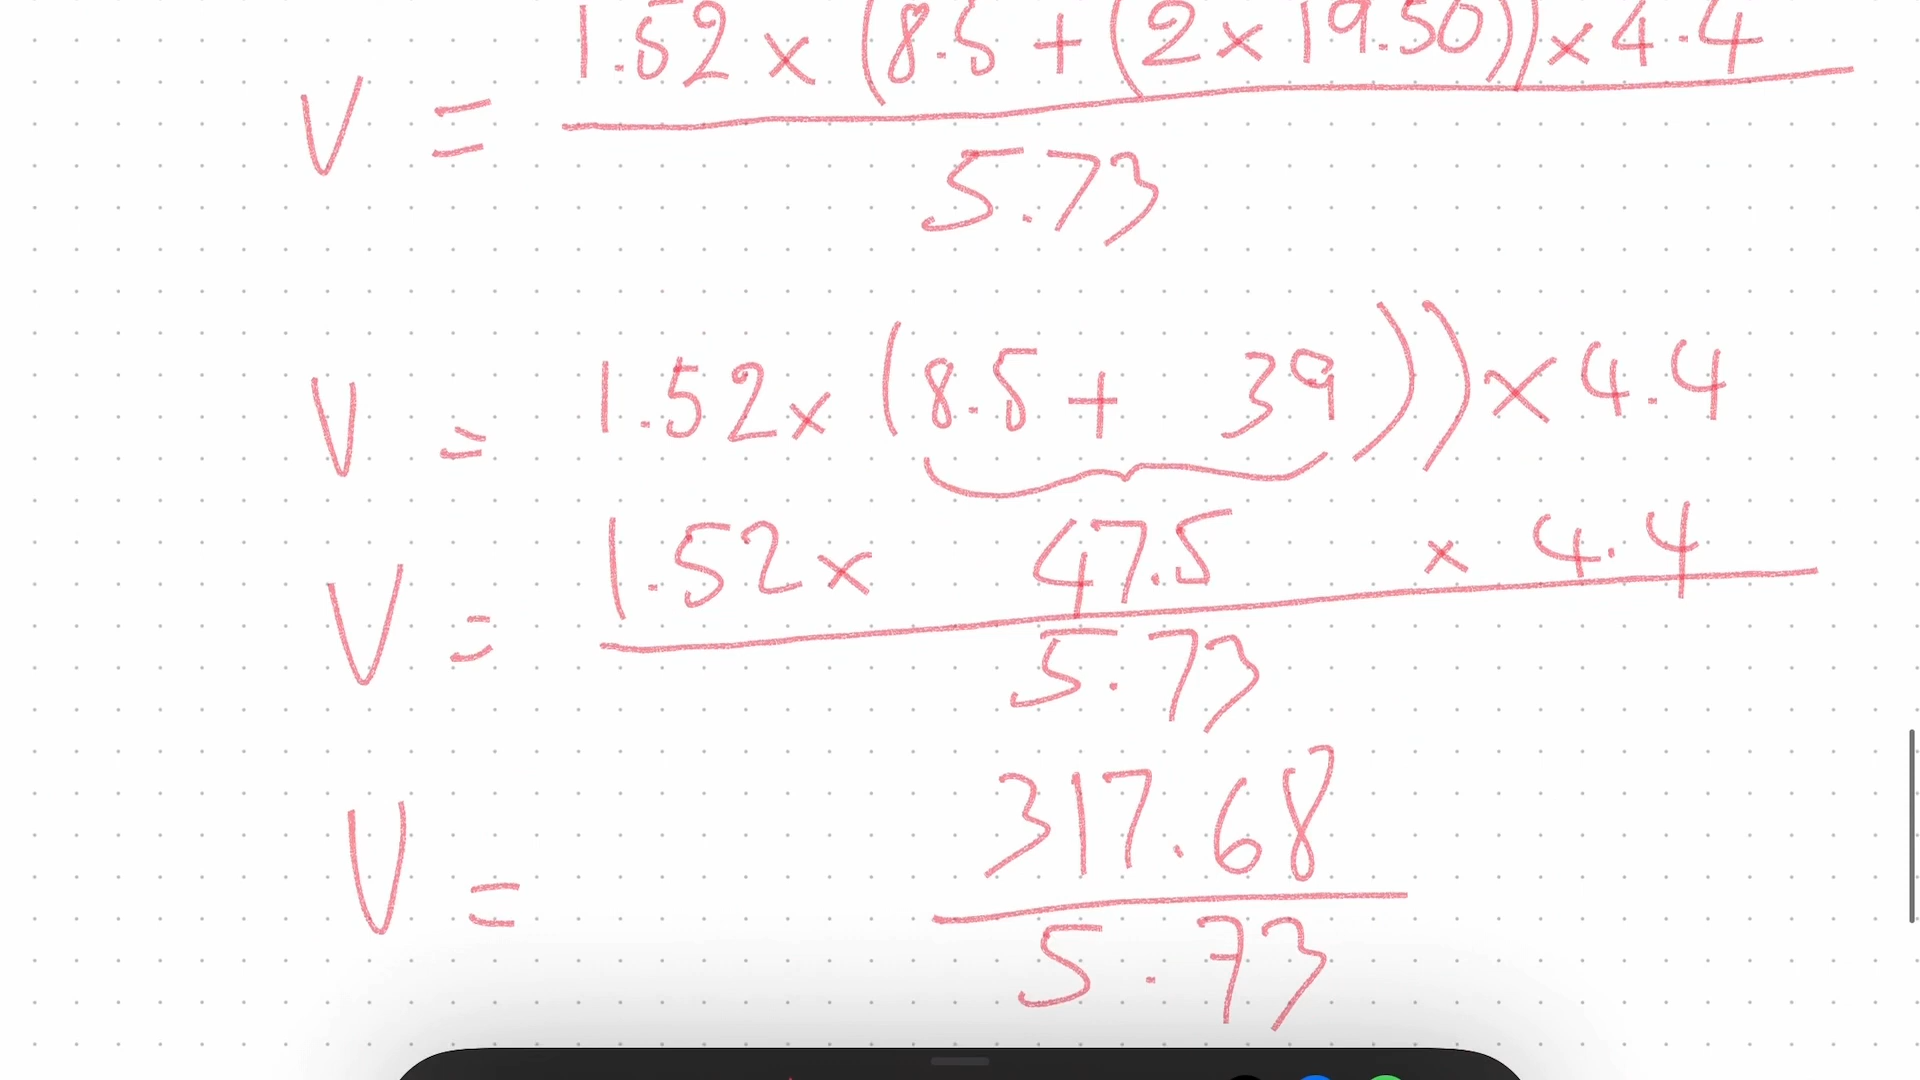 1.52 × (8.5 + (2 × 19.50)) × 4.4
V =
5.73
V = 1.52 × (8.5 + 39)) × 4.4
1.52 × 47.5 × 4.4
V =
5.73
317.68
V =
5.73